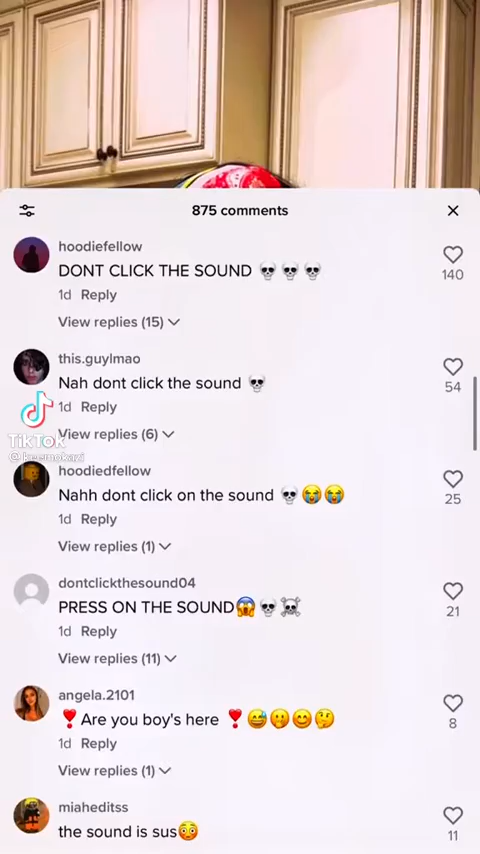 875 comments
hoodiefellow
DONT CLICK THE SOUND 💀💀💀
140
1d Reply
View replies (15)
this.guylmao
Nah dont click the sound 💀
54
1d Reply
TikTok
View replies (6)
@keemokazi
hoodiedfellow
Nahh dont click on the sound 💀😭😭
25
1d Reply
View replies (1)
dontclickthesound04
PRESS ON THE SOUND😱💀☠️
21
1d Reply
View replies (11)
angela.2101
❣️Are you boy's here ❣️😅🫢😊🤔
8
1d Reply
View replies (1)
miaheditss
the sound is sus😳
11